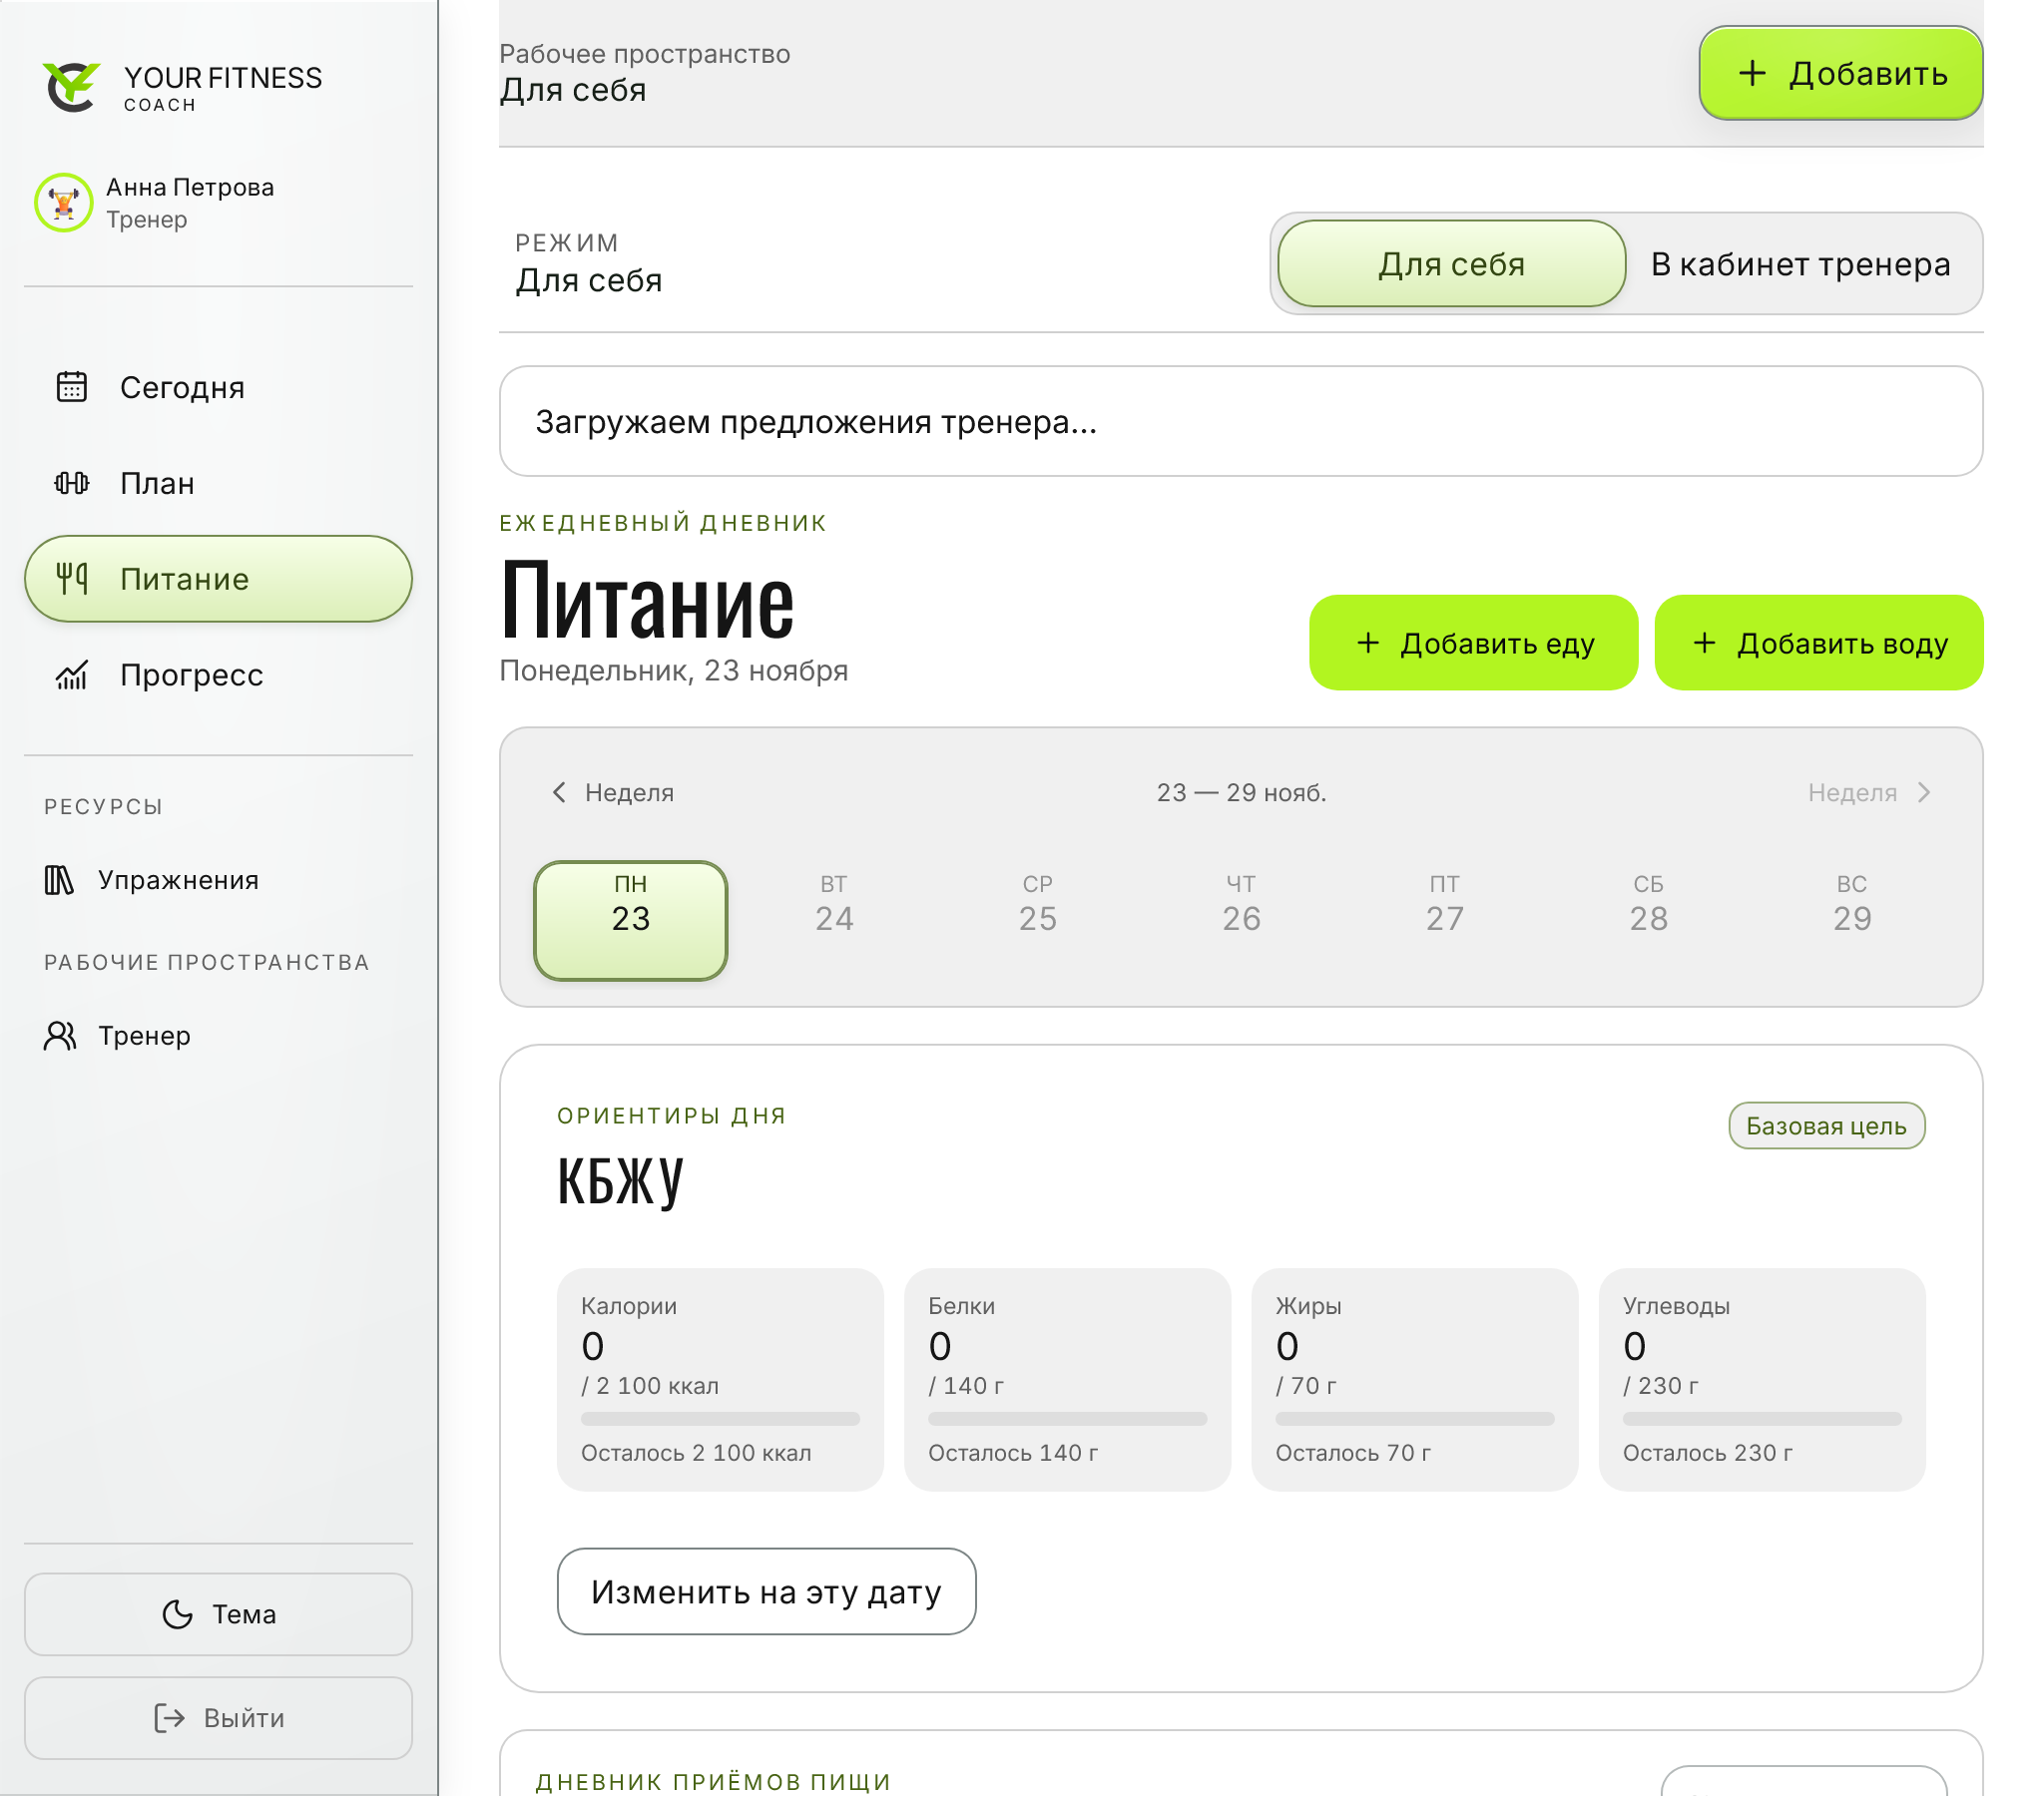 YOUR FITNESS
COACH
Анна Петрова
Тренер
Сегодня
План
Питание
Прогресс
РЕСУРСЫ
Упражнения
РАБОЧИЕ ПРОСТРАНСТВА
Тренер
Тема
Выйти
Рабочее пространство
Для себя
+ Добавить
РЕЖИМ
Для себя
Для себя
В кабинет тренера
Загружаем предложения тренера...
ЕЖЕДНЕВНЫЙ ДНЕВНИК
Питание
Понедельник, 23 ноября
+ Добавить еду
+ Добавить воду
Неделя
23 — 29 нояб.
Неделя
ПН ВТ СР ЧТ ПТ СБ ВС
23 24 25 26 27 28 29
ОРИЕНТИРЫ ДНЯ
Базовая цель
КБЖУ
Калории
0
/ 2 100 ккал
Осталось 2 100 ккал
Белки
0
/ 140 г
Осталось 140 г
Жиры
0
/ 70 г
Осталось 70 г
Углеводы
0
/ 230 г
Осталось 230 г
Изменить на эту дату
ДНЕВНИК ПРИЁМОВ ПИЩИ